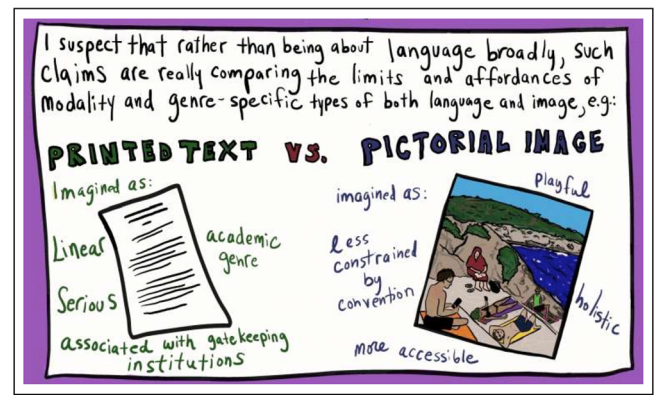 I suspect that rather than being about language broadly, such
claims are really comparing the limits and affordances of
modality and genre-specific types of both language and image, e.g.:
PRINTED TEXT VS. PICTORIAL IMAGE
Imagined as:
Linear
academic
genre
Serious
associated with gatekeeping
institutions
imagined as:
playful
less
constrained
by
convention
holistic
more accessible